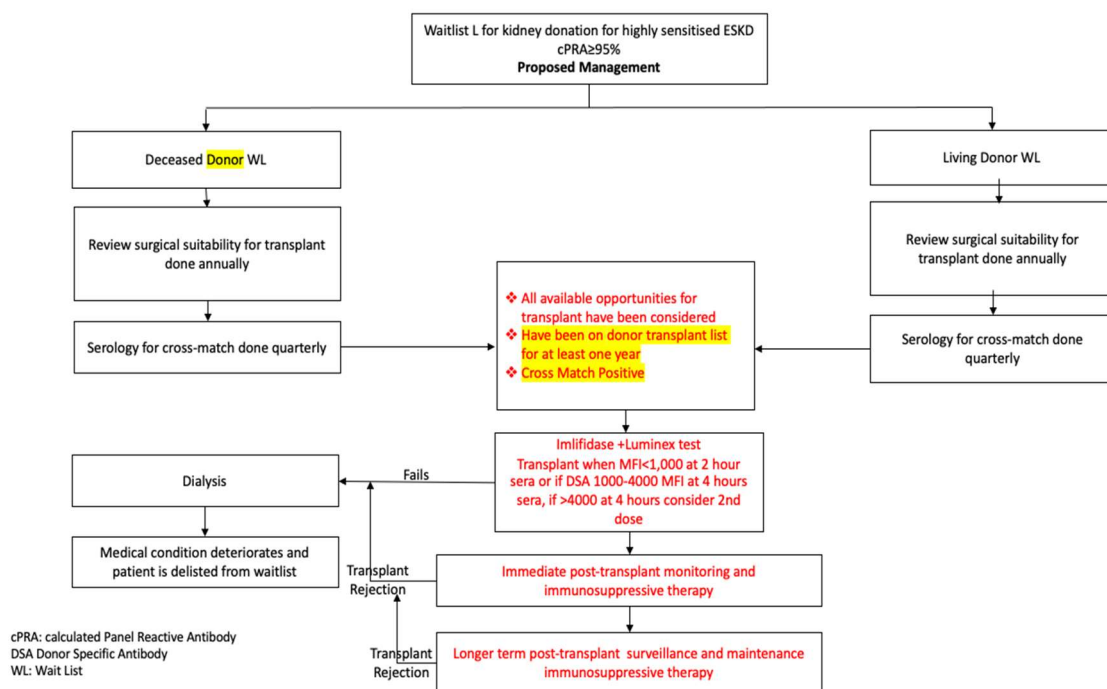 Waitlist L for kidney donation for highly sensitised ESKD
cPRA≥95%
Proposed Management
Deceased Donor WL
Living Donor WL
Review surgical suitability for transplant
done annually
Review surgical suitability for
transplant done annually
❖ All available opportunities for
transplant have been considered
❖ Have been on donor transplant list
for at least one year
❖ Cross Match Positive
Serology for cross-match done quarterly
Serology for cross-match done
quarterly
Imlifidase +Luminex test
Transplant when MFI<1,000 at 2 hour
sera or if DSA 1000-4000 MFI at 4 hours
sera, if >4000 at 4 hours consider 2nd
dose
Fails
Dialysis
Medical condition deteriorates and
patient is delisted from waitlist
Transplant
Rejection
Immediate post-transplant monitoring and
immunosuppressive therapy
Transplant
Rejection
Longer term post-transplant surveillance and maintenance
immunosuppressive therapy
cPRA: calculated Panel Reactive Antibody
DSA Donor Specific Antibody
WL: Wait List